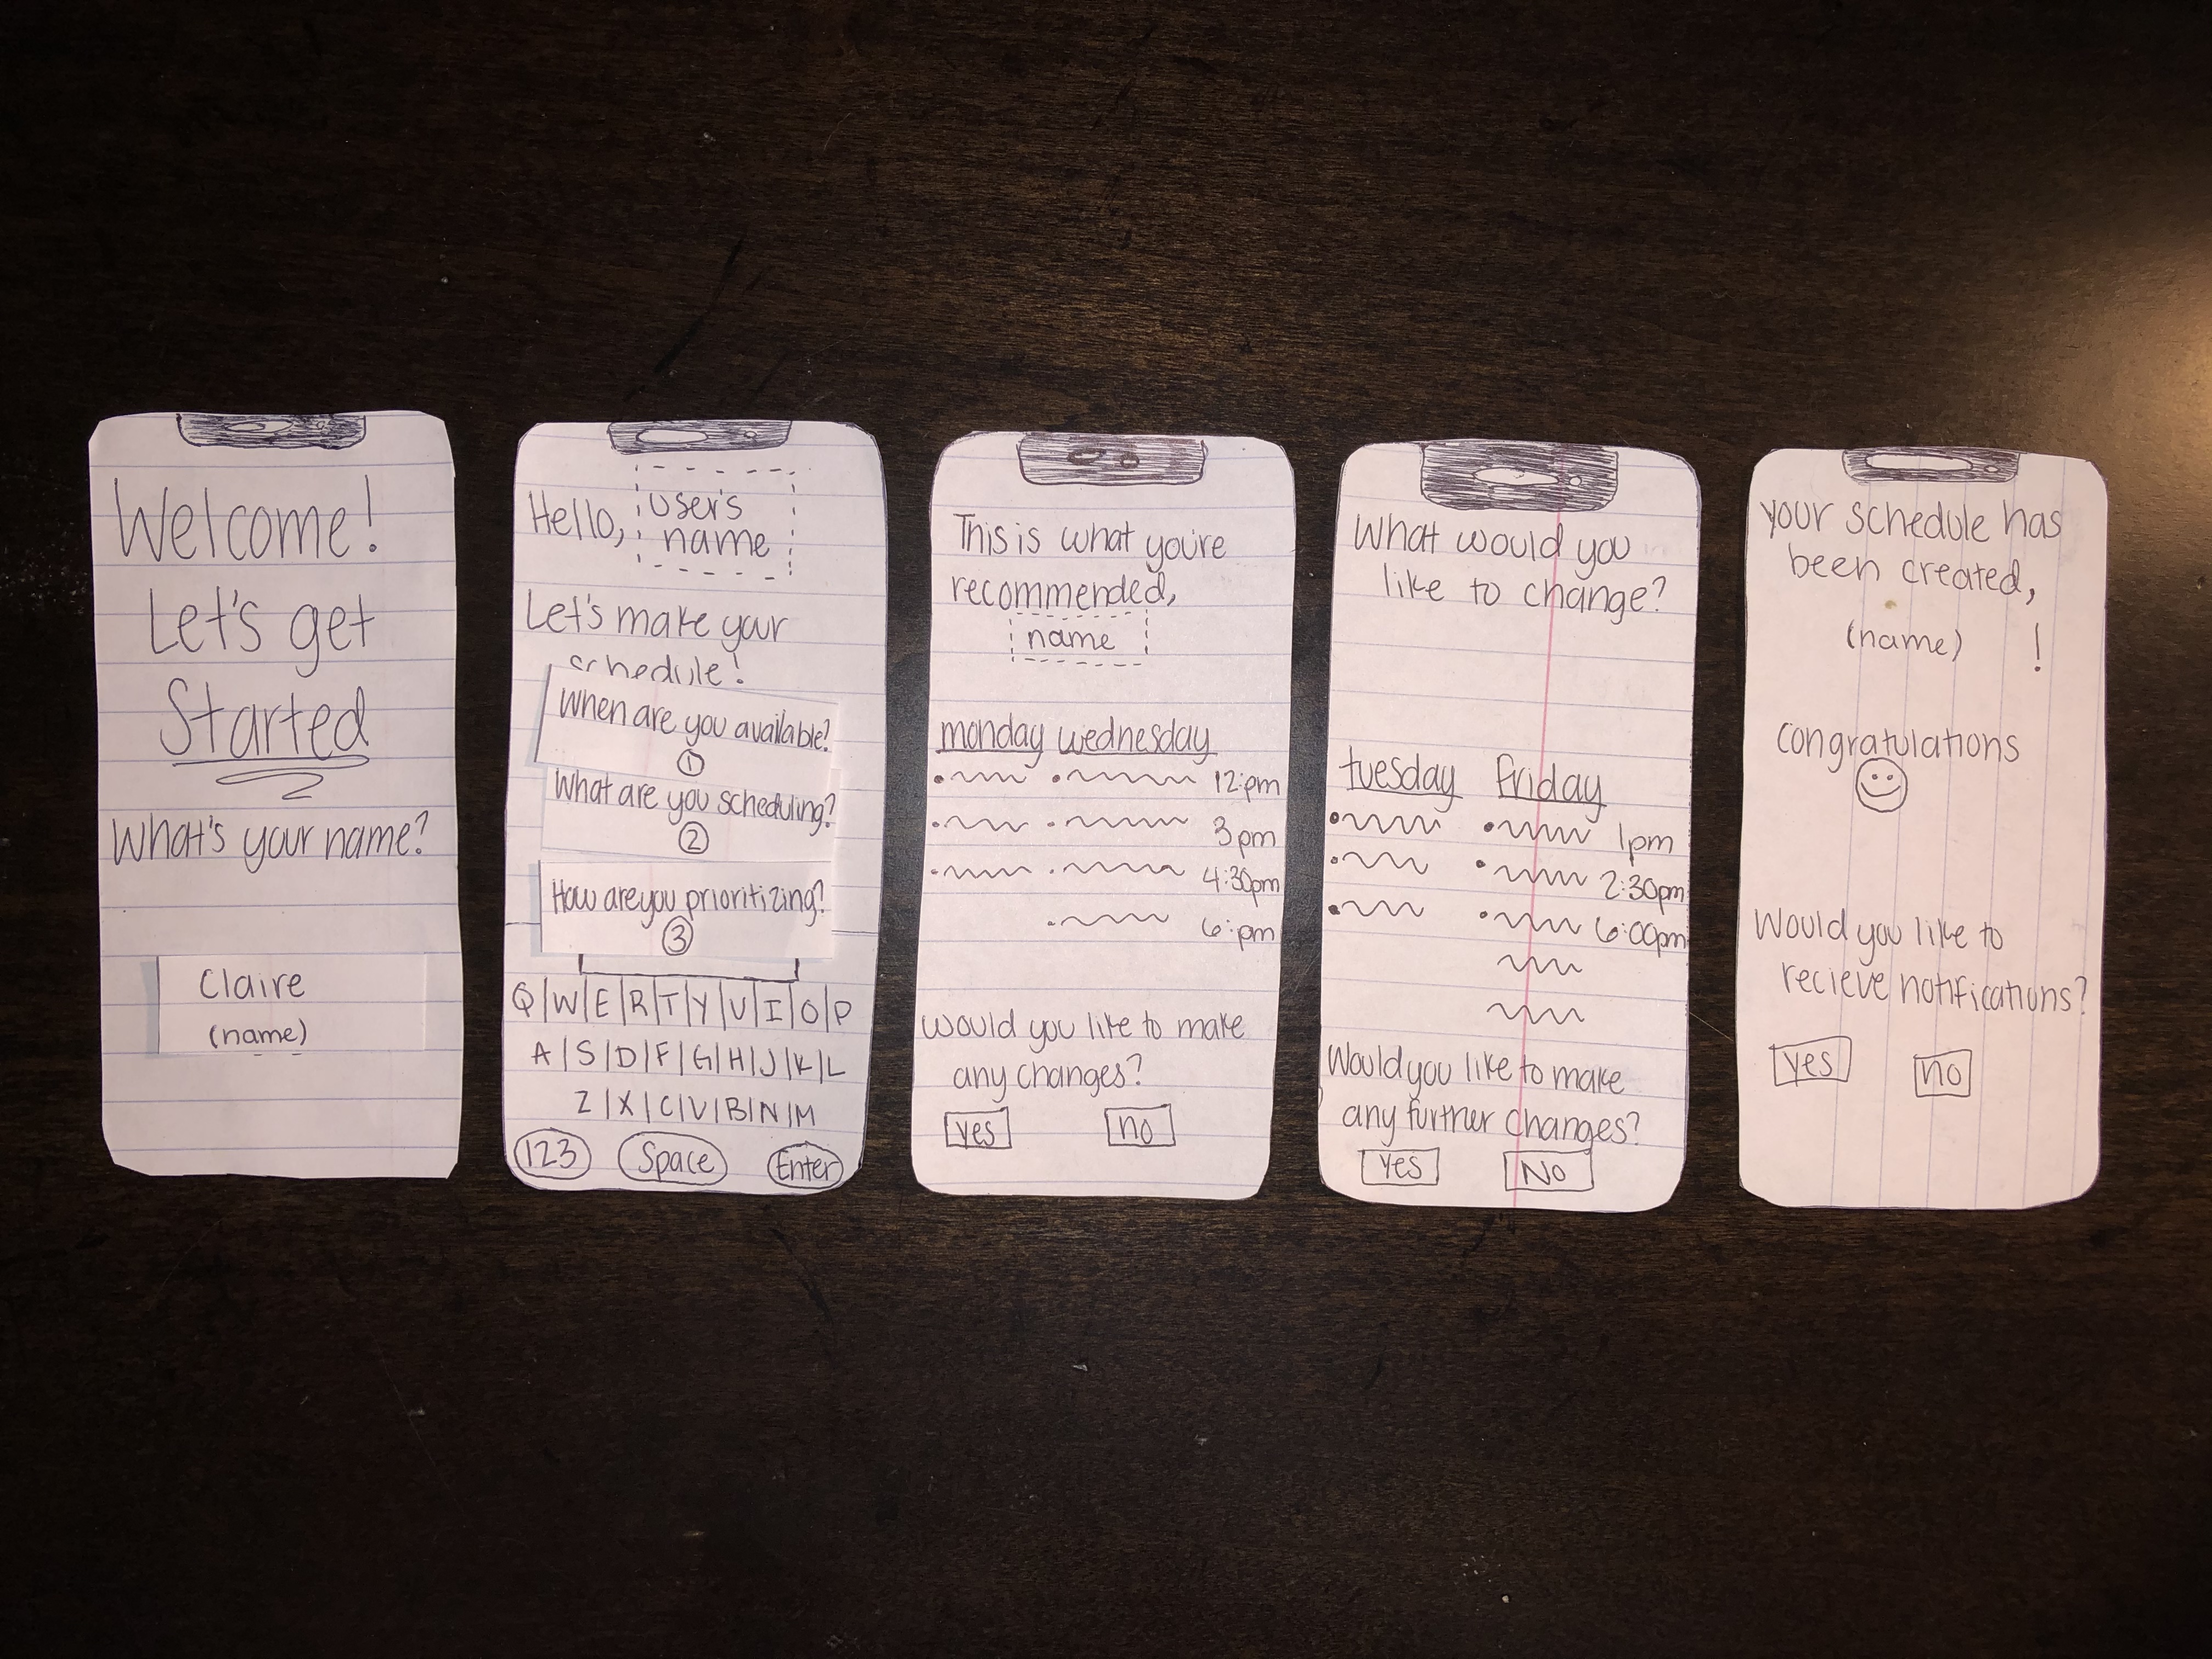 Welcome!
Let's get
Started
What's your name?
Claire
(name)
Hello, user's
name
Let's make your
schedule!
When are you available?
①
What are you scheduling?
②
How are you prioritizing?
③
Q|W|E|R|T|Y|U|I|O|P
A|S|D|F|G|H|J|K|L
Z|X|C|V|B|N|M
123 Space Enter
This is what you're
recommended,
name
monday wednesday
12:pm
3pm
4:30pm
6:pm
would you like to make
any changes?
yes no
What would you
like to change?
tuesday friday
1pm
2:30pm
6:00pm
Would you like to make
any further changes?
Yes No
Your schedule has
been created,
(name) !
congratulations
Would you like to
recieve notifications?
yes no